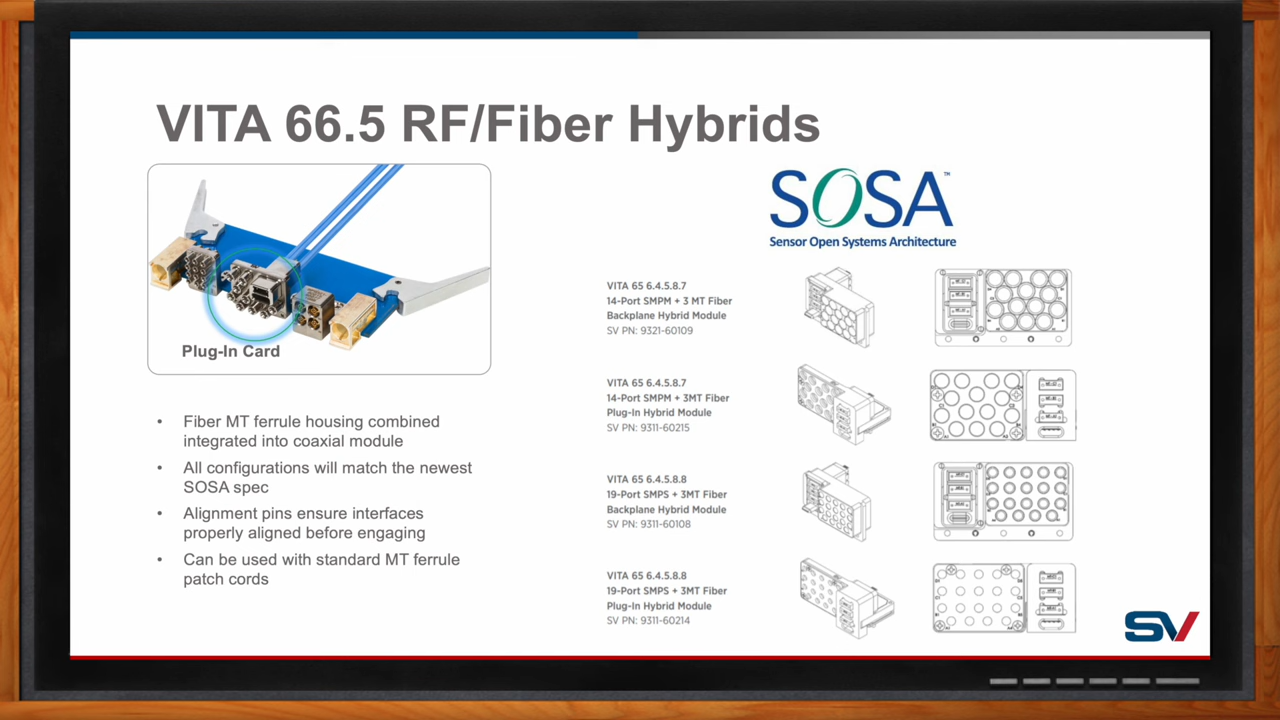 VITA 66.5 RF/Fiber Hybrids
Plug-In Card
• Fiber MT ferrule housing combined
integrated into coaxial module
• All configurations will match the newest
SOSA spec
• Alignment pins ensure interfaces
properly aligned before engaging
• Can be used with standard MT ferrule
patch cords
SOSA™
Sensor Open Systems Architecture
VITA 65 6.4.5.8.7
14-Port SMPM + 3 MT Fiber
Backplane Hybrid Module
SV PN: 9321-60109
VITA 65 6.4.5.8.7
14-Port SMPM + 3MT Fiber
Plug-In Hybrid Module
SV PN: 9311-60215
VITA 65 6.4.5.8.8
19-Port SMPS + 3MT Fiber
Backplane Hybrid Module
SV PN: 9311-60108
VITA 65 6.4.5.8.8
19-Port SMPS + 3MT Fiber
Plug-In Hybrid Module
SV PN: 9311-60214
SV